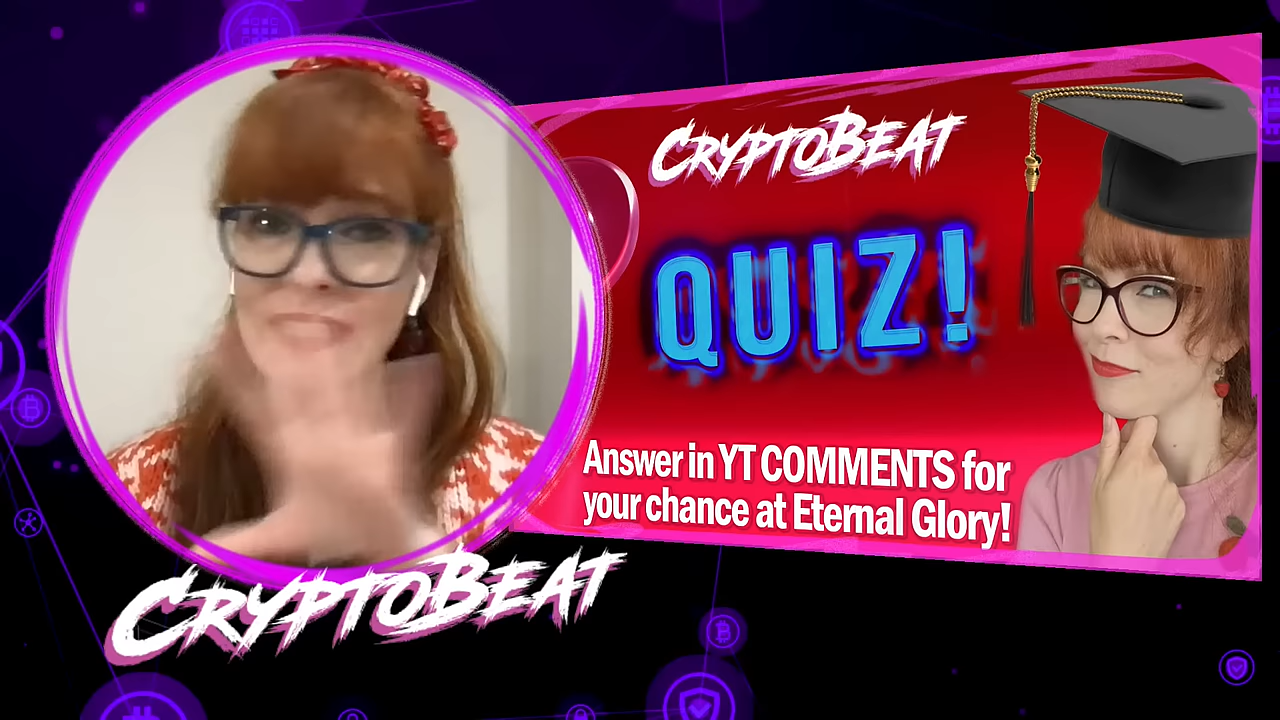 CRYPTOBEAT
QUIZ!
Answer in YT COMMENTS for
your chance at Eternal Glory!
CRYPTOBEAT